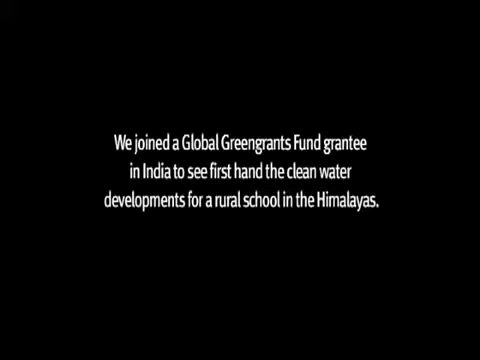 We joined a Global Greengrants Fund grantee
in India to see first hand the clean water
developments for a rural school in the Himalayas.